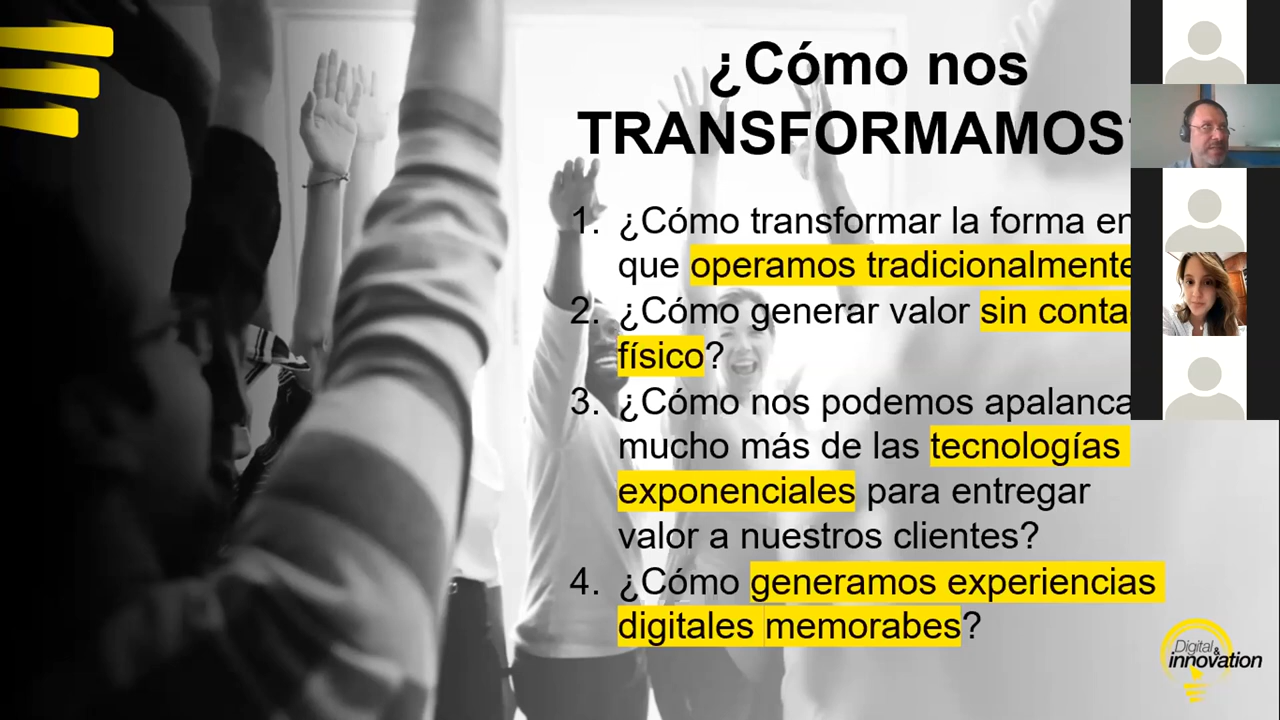 ¿Cómo nos
TRANSFORMAMOS?
1. ¿Cómo transformar la forma en
que operamos tradicionalmente
2. ¿Cómo generar valor sin conta
físico?
3. ¿Cómo nos podemos apalanca
mucho más de las tecnologías
exponenciales para entregar
valor a nuestros clientes?
4. ¿Cómo generamos experiencias
digitales memorabes?
Digital &
innovation